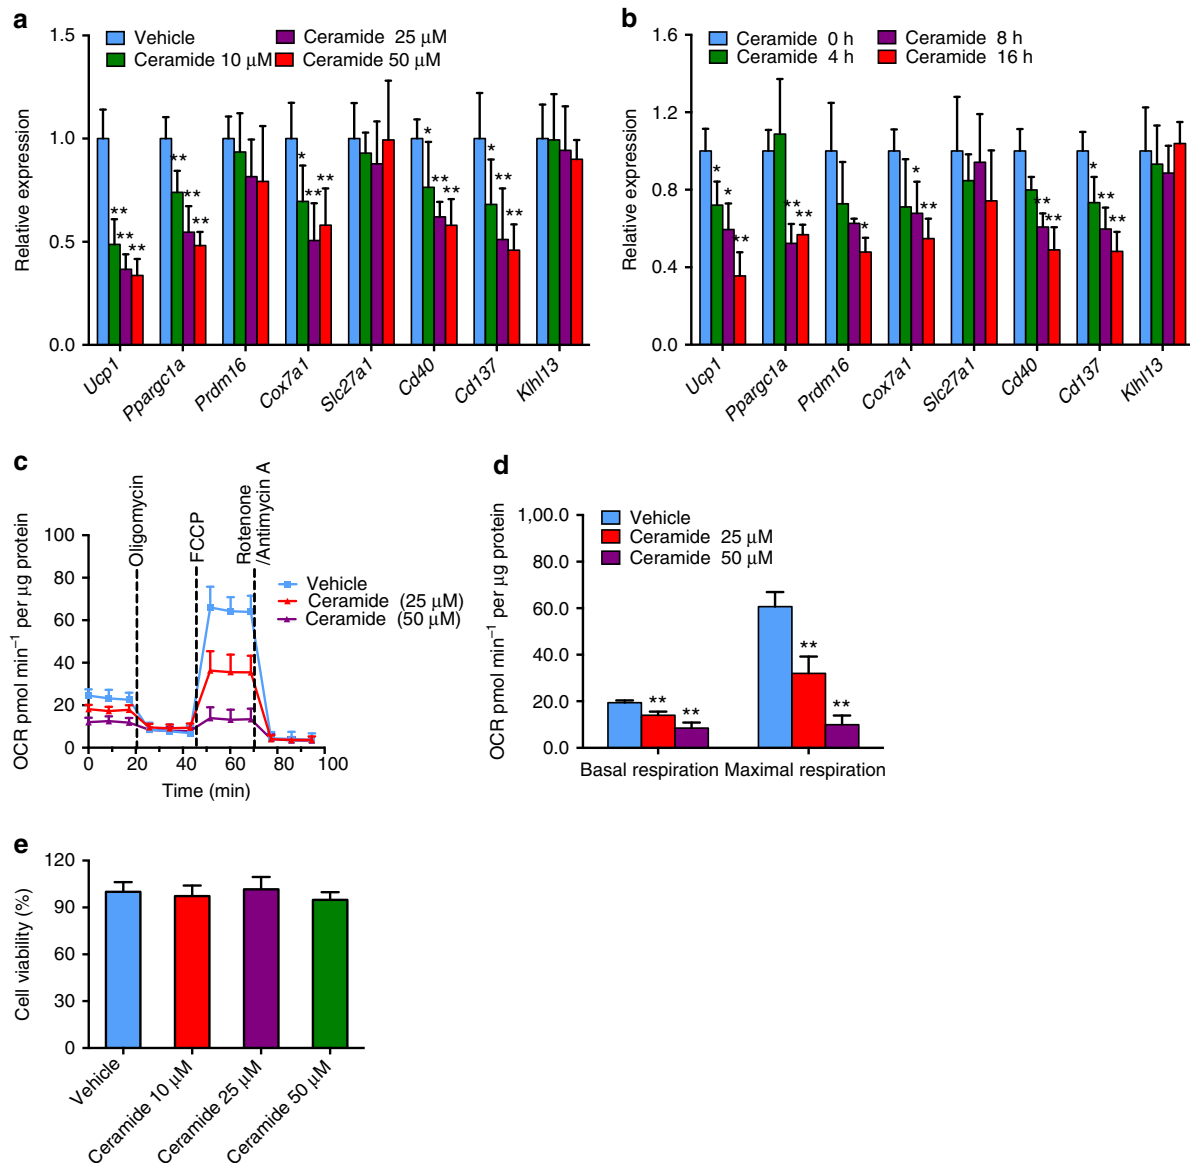 a
Vehicle
Ceramide 10 μM
Ceramide 25 μM
Ceramide 50 μM
Relative expression
1.5
1.0
0.5
0.0
** ** **
** ** **
* ** **
* ** **
* ** **
Ucp1
Ppargc1a
Prdm16
Cox7a1
Slc27a1
Cd40
Cd137
Klhl13
b
Ceramide 0 h
Ceramide 4 h
Ceramide 8 h
Ceramide 16 h
Relative expression
1.6
1.2
0.8
0.4
0.0
* * **
** **
*
* **
** **
* ** **
Ucp1
Ppargc1a
Prdm16
Cox7a1
Slc27a1
Cd40
Cd137
Klhl13
c
Oligomycin
FCCP
Rotenone
/Antimycin A
OCR pmol min⁻¹ per μg protein
100
80
60
40
20
0
Vehicle
Ceramide (25 μM)
Ceramide (50 μM)
0 20 40 60 80 100
Time (min)
d
OCR pmol min⁻¹ per μg protein
1,00.0
80.0
60.0
40.0
20.0
0.0
Vehicle
Ceramide 25 μM
Ceramide 50 μM
** **
** **
Basal respiration Maximal respiration
e
Cell viability (%)
120
90
60
30
0
Vehicle
Ceramide 10 μM
Ceramide 25 μM
Ceramide 50 μM